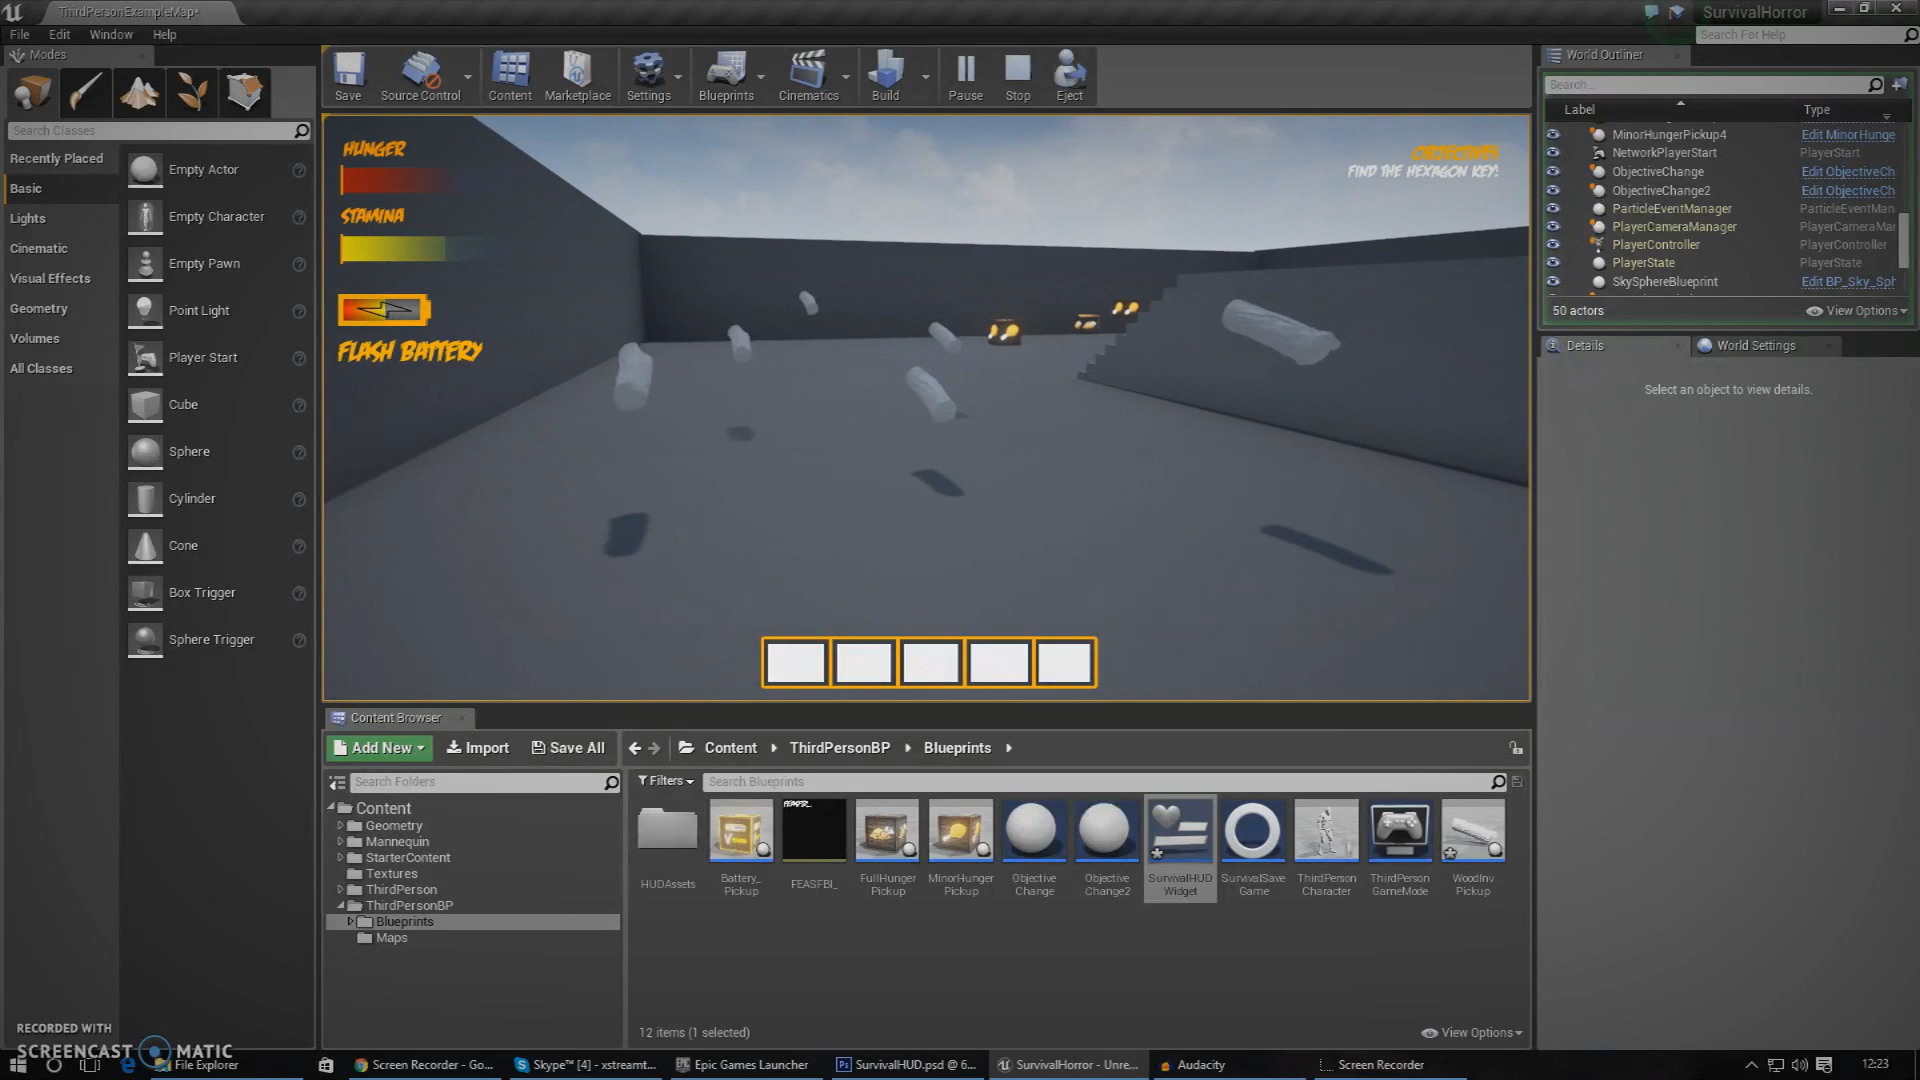 ThirdPersonExampleMap*
SurvivalHorror
File Edit Window Help
Search For Help
Modes
Save
Source Control
Content
Marketplace
Settings
Blueprints
Cinematics
Build
Pause
Stop
Eject
World Outliner
Search...
Label Type
MinorHungerPickup4 Edit MinorHunge
NetworkPlayerStart PlayerStart
ObjectiveChange Edit ObjectiveCh
ObjectiveChange2 Edit ObjectiveCh
ParticleEventManager ParticleEventMan
PlayerCameraManager PlayerCameraMar
PlayerController PlayerController
PlayerState PlayerState
SkySphereBlueprint Edit BP_Sky_Sph
50 actors View Options
Details World Settings
Select an object to view details.
Search Classes
Recently Placed
Basic
Lights
Cinematic
Visual Effects
Geometry
Volumes
All Classes
Empty Actor
Empty Character
Empty Pawn
Point Light
Player Start
Cube
Sphere
Cylinder
Cone
Box Trigger
Sphere Trigger
HUNGER
STAMINA
FLASH BATTERY
OBJECTIVE:
FIND THE HEXAGON KEY!
Content Browser
Add New Import Save All Content ThirdPersonBP Blueprints
Search Folders
Filters Search Blueprints
Content
Geometry
Mannequin
StarterContent
Textures
ThirdPerson
ThirdPersonBP
Blueprints
Maps
HUDAssets
Battery_
Pickup
FEASFBI_
FullHunger
Pickup
MinorHunger
Pickup
Objective
Change
Objective
Change2
SurvivalHUD
Widget
SurvivalSave
Game
ThirdPerson
Character
ThirdPerson
GameMode
WoodInv
Pickup
12 items (1 selected) View Options
RECORDED WITH
SCREENCAST MATIC
File Explorer
Screen Recorder - Go...
Skype™ [4] - xstreamt...
Epic Games Launcher
SurvivalHUD.psd @ 6...
SurvivalHorror - Unre...
Audacity
Screen Recorder
12:23